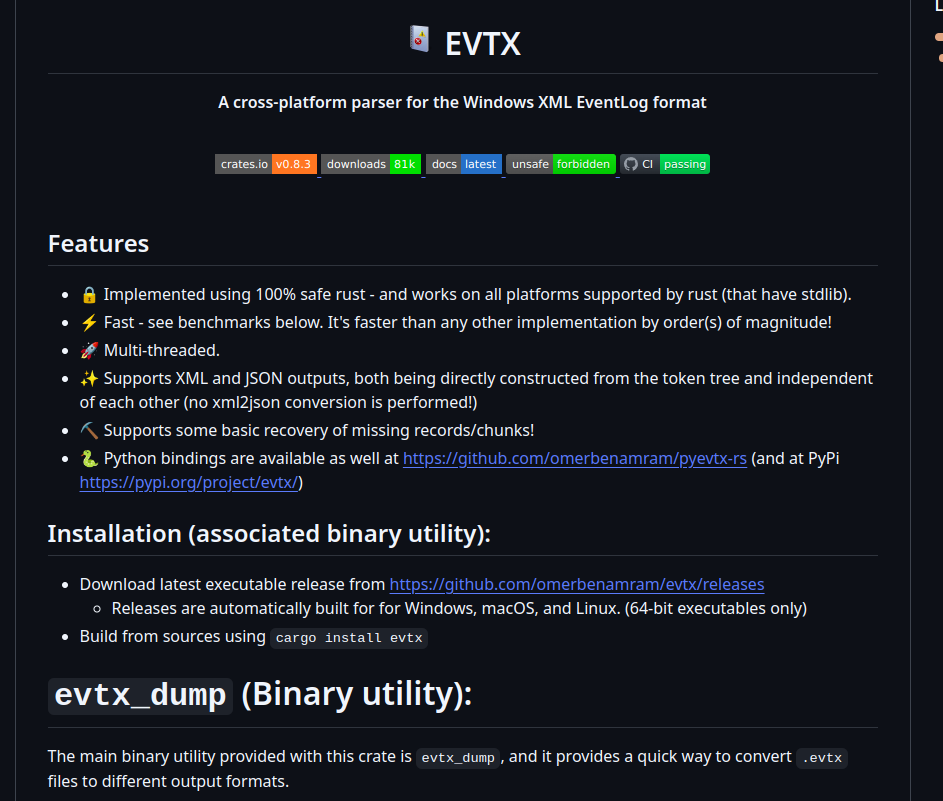 EVTX
A cross-platform parser for the Windows XML EventLog format
crates.io v0.8.3 downloads 81k docs latest unsafe forbidden CI passing
Features
🔒 Implemented using 100% safe rust - and works on all platforms supported by rust (that have stdlib).
⚡ Fast - see benchmarks below. It's faster than any other implementation by order(s) of magnitude!
🚀 Multi-threaded.
✨ Supports XML and JSON outputs, both being directly constructed from the token tree and independent
of each other (no xml2json conversion is performed!)
⛏️ Supports some basic recovery of missing records/chunks!
🐍 Python bindings are available as well at https://github.com/omerbenamram/pyevtx-rs (and at PyPi
https://pypi.org/project/evtx/)
Installation (associated binary utility):
Download latest executable release from https://github.com/omerbenamram/evtx/releases
Releases are automatically built for for Windows, macOS, and Linux. (64-bit executables only)
Build from sources using cargo install evtx
evtx_dump (Binary utility):
The main binary utility provided with this crate is evtx_dump, and it provides a quick way to convert .evtx
files to different output formats.